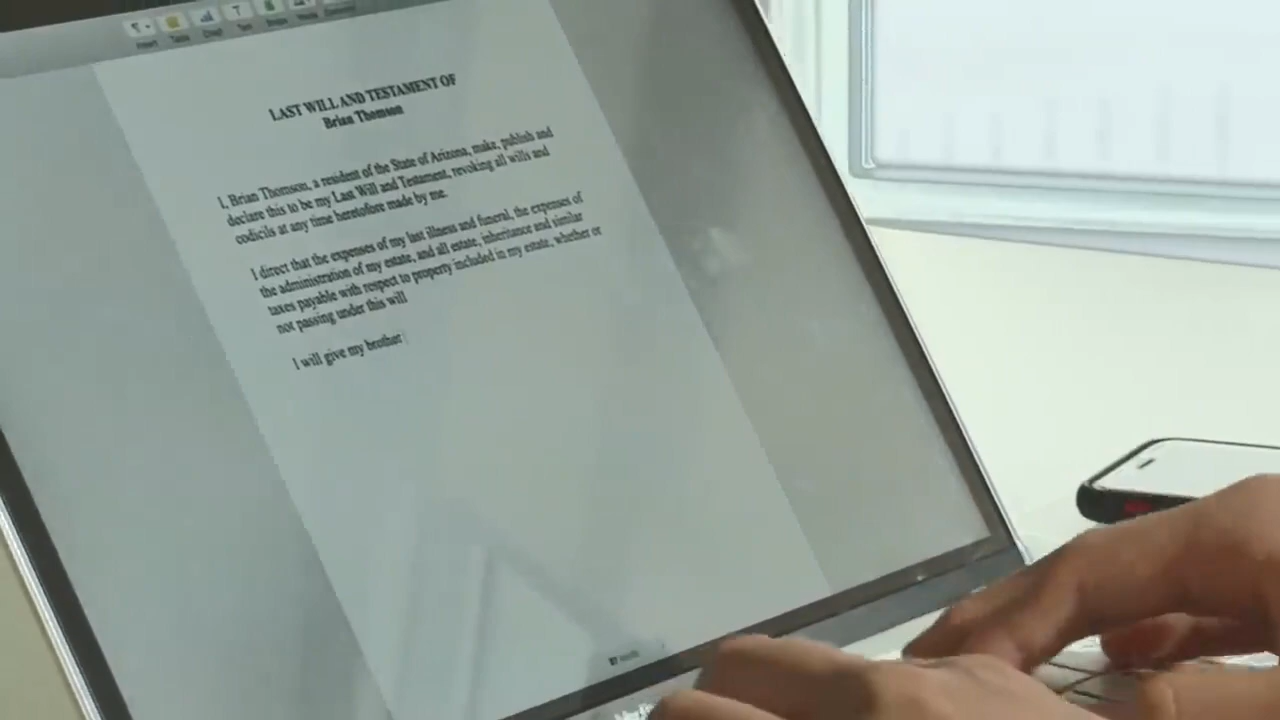 LAST WILL AND TESTAMENT OF
Brian Thomson
I, Brian Thomson, a resident of the State of Arizona, make, publish and
declare this to be my Last Will and Testament, revoking all wills and
codicils at any time heretofore made by me.
I direct that the expenses of my last illness and funeral, the expenses of
the administration of my estate, and all estate, inheritance and similar
taxes payable with respect to property included in my estate, whether or
not passing under this will
I will give my brother